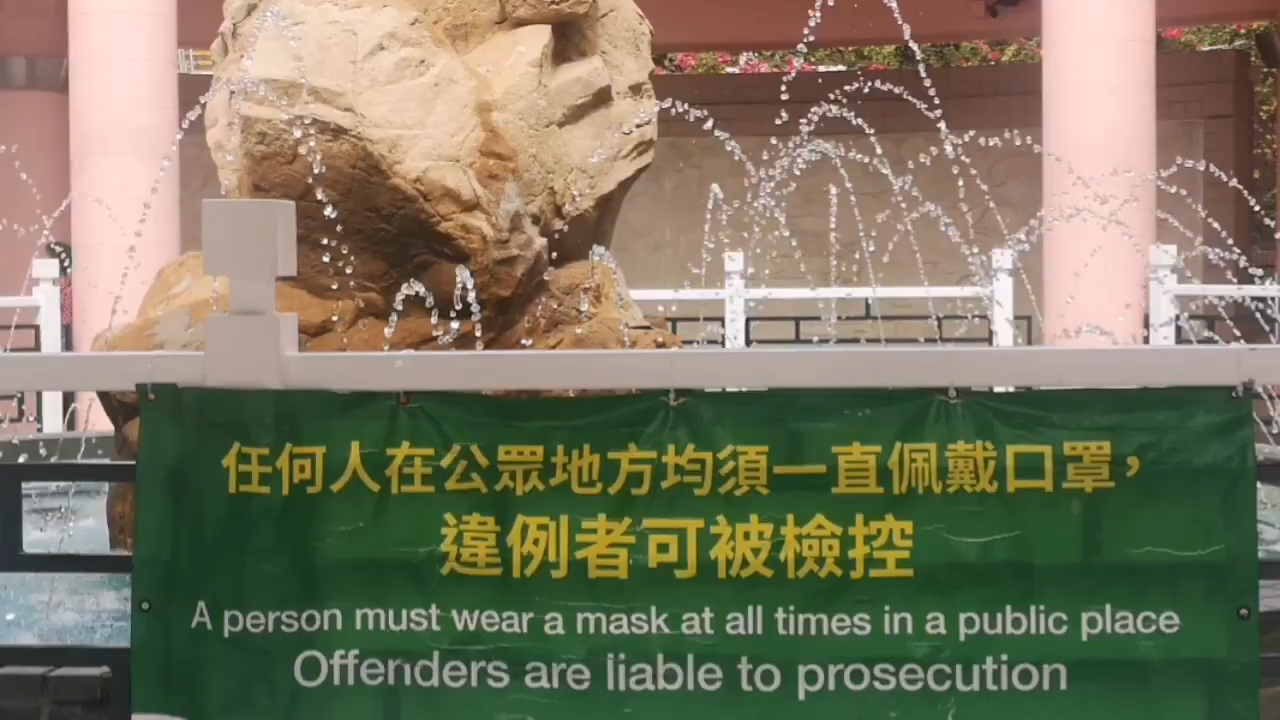 任何人在公眾地方均須一直佩戴口罩，
違例者可被檢控
A person must wear a mask at all times in a public place
Offenders are liable to prosecution